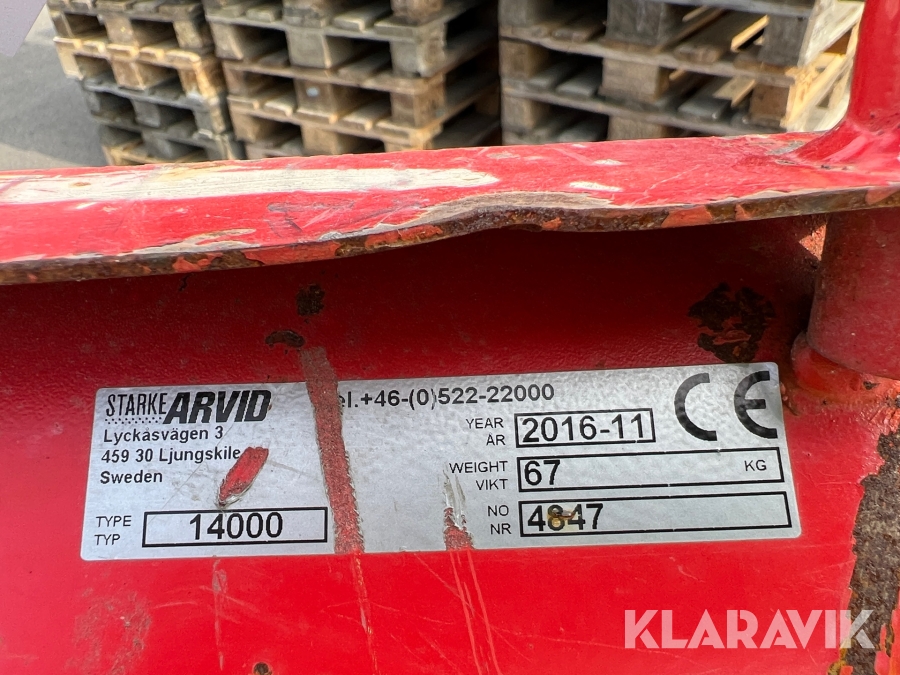 STARKE ARVID
Lyckåsvägen 3
459 30 Ljungskile
Sweden
TYPE
TYP
14000
el.+46-(0)522-22000
YEAR
ÅR
2016-11
WEIGHT
VIKT
67 KG
NO
NR
4847
CE
KLARAVIK